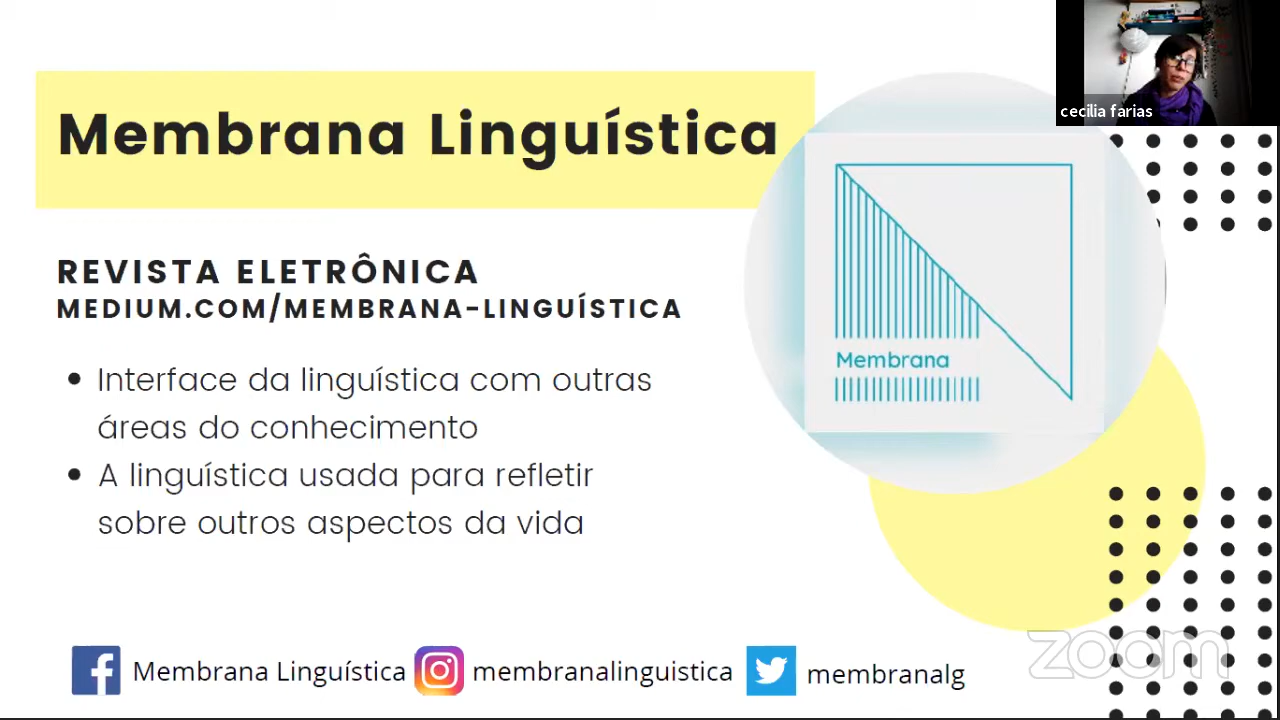 cecilia farias
Membrana Linguística
REVISTA ELETRÔNICA
MEDIUM.COM/MEMBRANA-LINGUÍSTICA
Membrana
• Interface da linguística com outras
áreas do conhecimento
• A linguística usada para refletir
sobre outros aspectos da vida
Membrana Linguística
membranalinguistica
membranalg
zoom